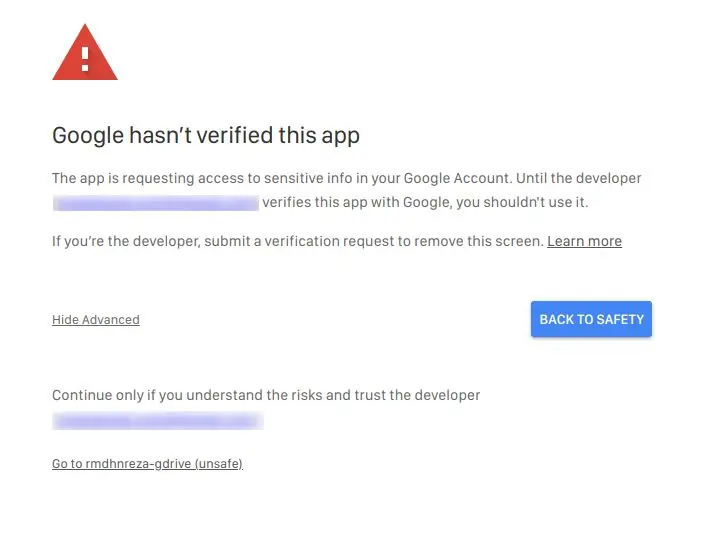 Google hasn't verified this app
The app is requesting access to sensitive info in your Google Account. Until the developer
verifies this app with Google, you shouldn't use it.
If you're the developer, submit a verification request to remove this screen. Learn more
Hide Advanced
BACK TO SAFETY
Continue only if you understand the risks and trust the developer
Go to rmdhnreza-gdrive (unsafe)